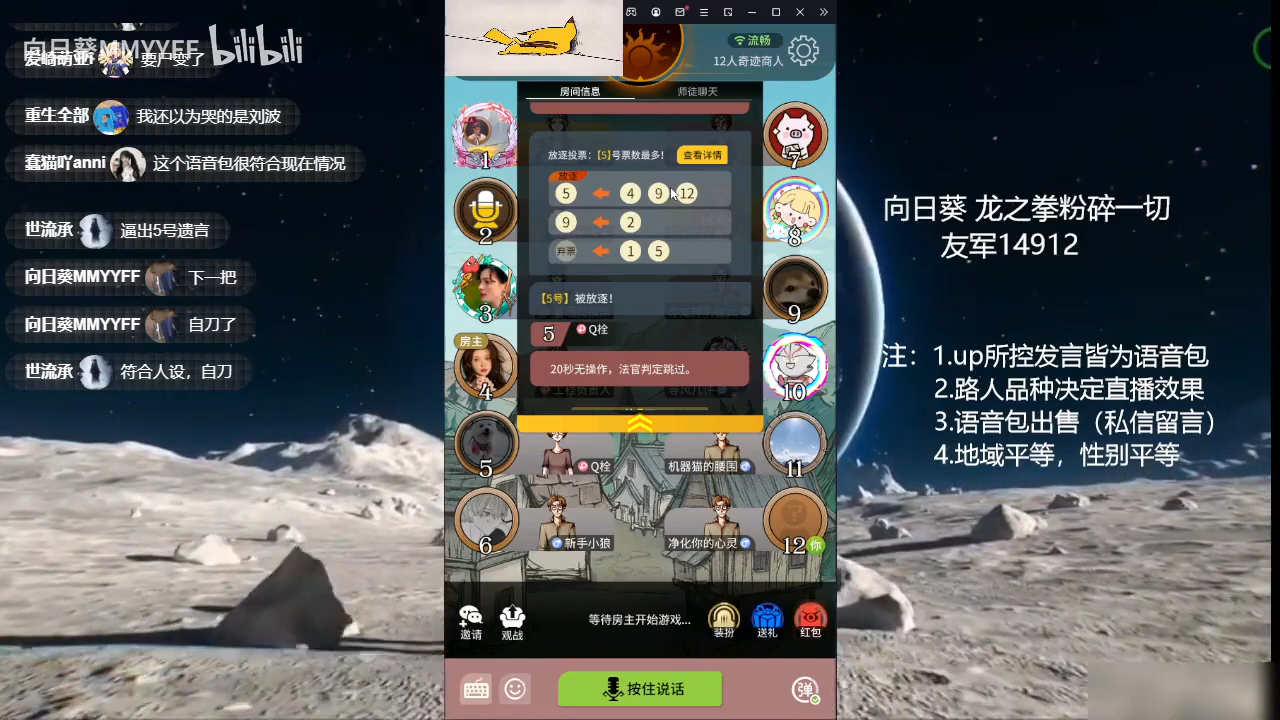 向日葵MMYYFF bilibili
爱崎萌亚i 要尸变了
重生全部 我还以为哭的是刘波
蠢猫吖anni 这个语音包很符合现在情况
世流承 逼出5号遗言
向日葵MMYYFF 下一把
向日葵MMYYFF 自刀了
世流承 符合人设，自刀
流畅
12人奇迹商人
房间信息 师徒聊天
放逐投票：【5】号票数最多！ 查看详情
放逐
5 4 9 12
9 2
弃票 1 5
【5号】被放逐！
5 Q栓
20秒无操作，法官判定跳过。
1
2
3
房主
4
5
6
7
8
9
10
11
12 你
Q栓 机器猫的腰围
新手小狼 净化你的心灵
邀请 观战 等待房主开始游戏... 装扮 送礼 红包
按住说话 弹
向日葵 龙之拳粉碎一切
友军14912
注：1.up所控发言皆为语音包
2.路人品种决定直播效果
3.语音包出售（私信留言）
4.地域平等，性别平等